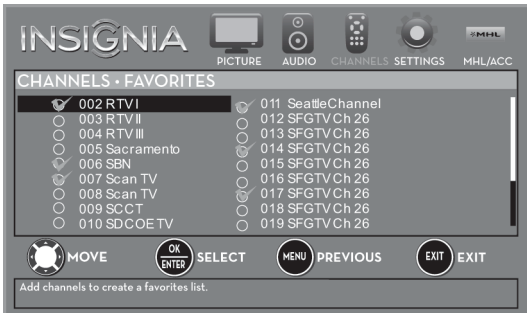 INSIGNIA
PICTURE AUDIO CHANNELS SETTINGS MHL MHL/ACC
CHANNELS • FAVORITES
002 RTV I
003 RTV II
004 RTV III
005 Sacramento
006 SBN
007 Scan TV
008 Scan TV
009 SCCT
010 SDCOE TV
011 SeattleChannel
012 SFGTV Ch 26
013 SFGTV Ch 26
014 SFGTV Ch 26
015 SFGTV Ch 26
016 SFGTV Ch 26
017 SFGTV Ch 26
018 SFGTV Ch 26
019 SFGTV Ch 26
MOVE OK ENTER SELECT MENU PREVIOUS EXIT EXIT
Add channels to create a favorites list.